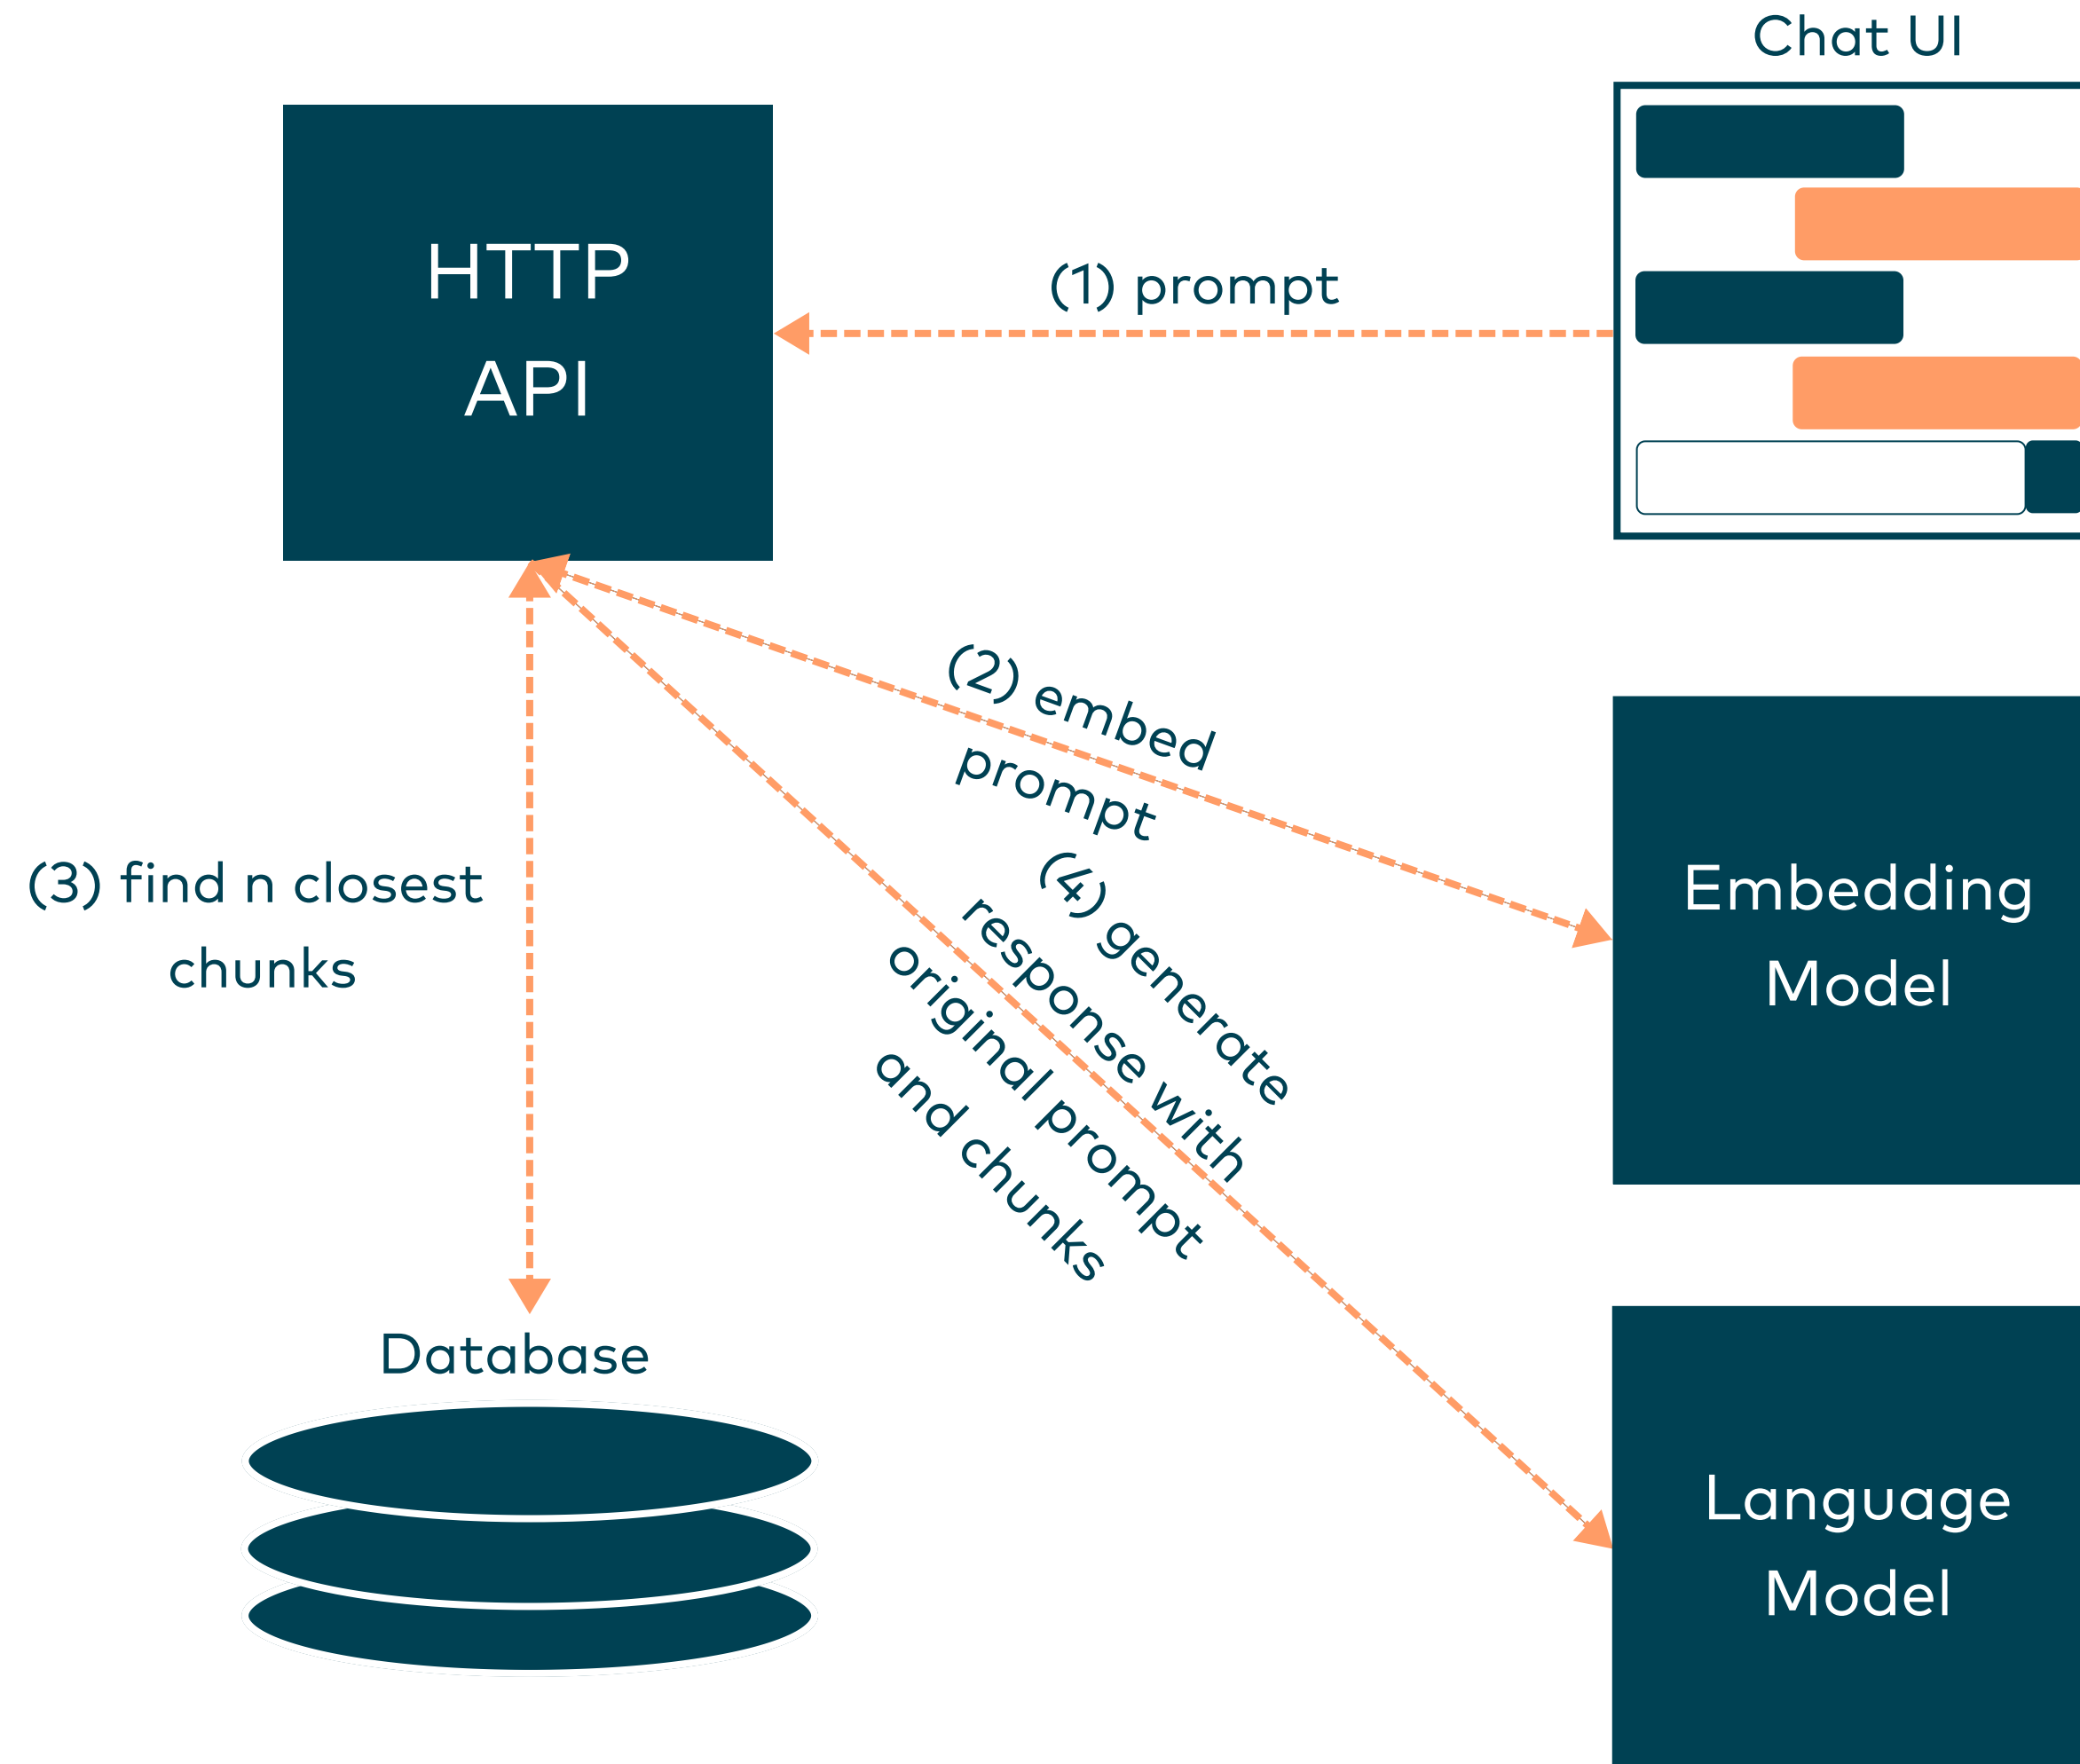 Chat UI
HTTP
API
(1) prompt
(2) embed
prompt
(3) find n closest
chunks
(4) generate
response with
original prompt
and chunks
Embedding
Model
Database
Language
Model